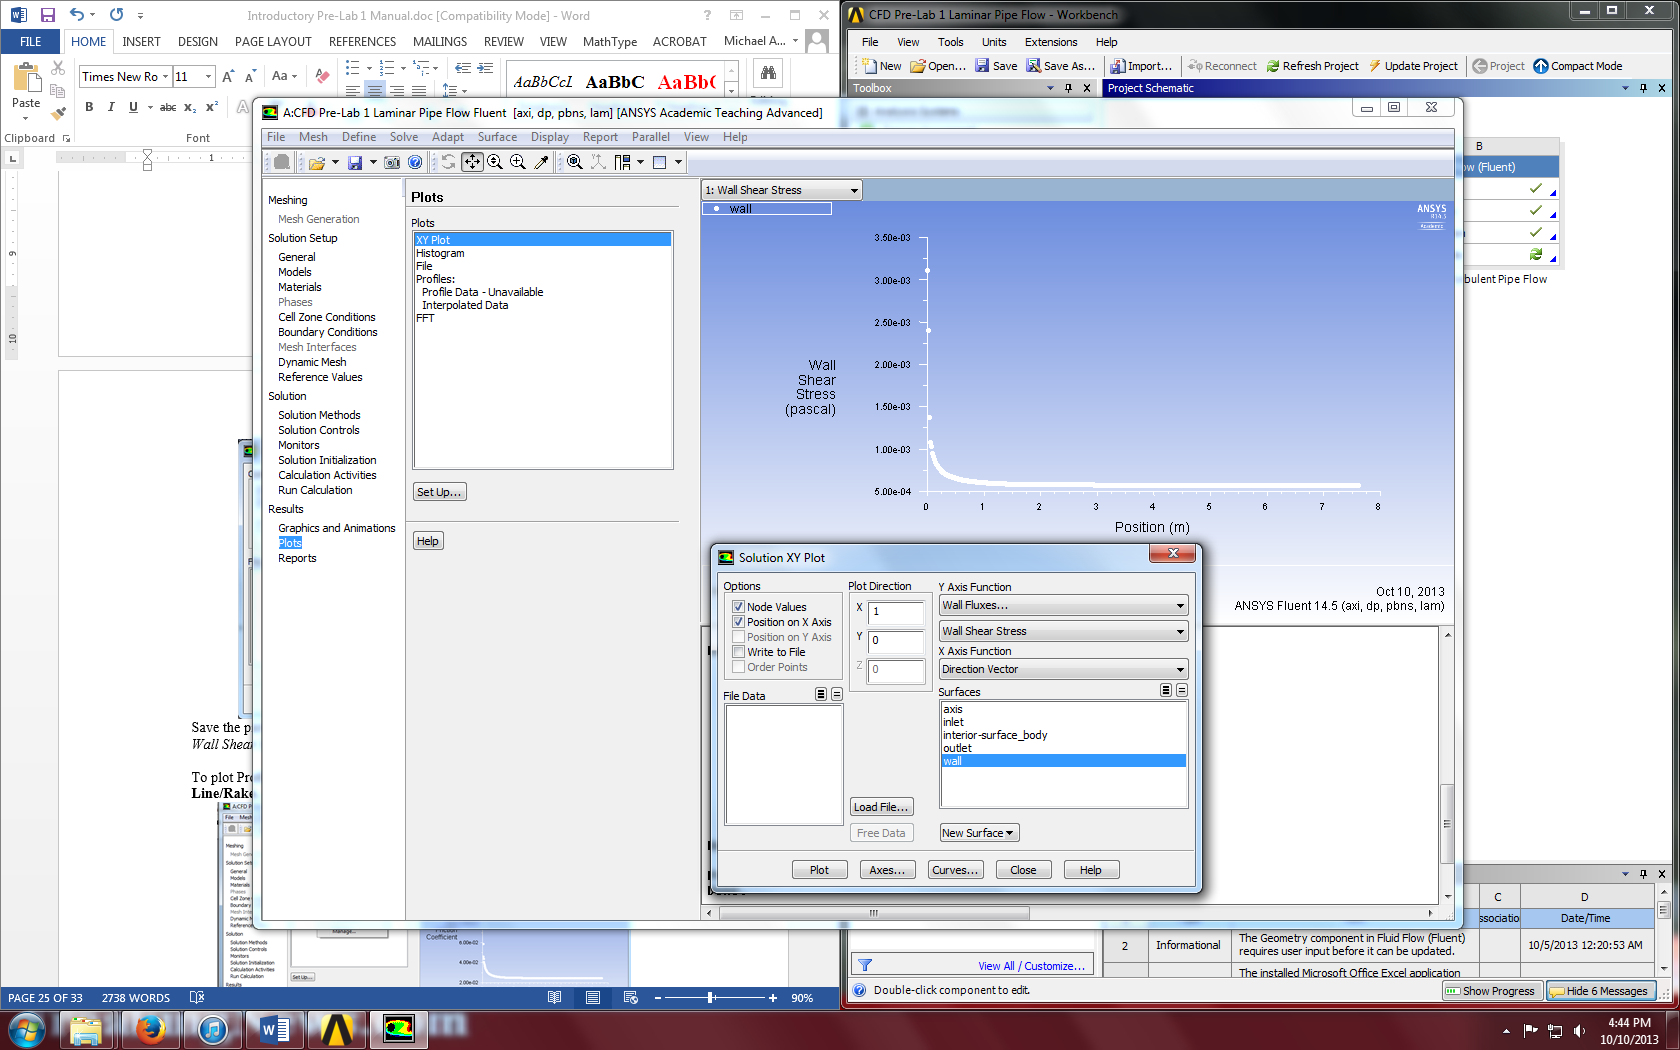 Introductory Pre-Lab 1 Manual.doc [Compatibility Mode] - Word
FILE HOME INSERT DESIGN PAGE LAYOUT REFERENCES MAILINGS REVIEW VIEW MathType ACROBAT Michael A...
Paste
Times New Ro 11
Aa
B I U abc x₂ x²
AaBbCcL AaBbC AaBb(
Clipboard
Font
1
9
10
Save the p
Wall Shear
To plot Pre
Line/Rake
PAGE 25 OF 33 2738 WORDS
90%
CFD Pre-Lab 1 Laminar Pipe Flow - Workbench
File View Tools Units Extensions Help
New Open... Save Save As... Import... Reconnect Refresh Project Update Project Project Compact Mode
Toolbox
Project Schematic
B
ow (Fluent)
bulent Pipe Flow
A:CFD Pre-Lab 1 Laminar Pipe Flow Fluent [axi, dp, pbns, lam] [ANSYS Academic Teaching Advanced]
File Mesh Define Solve Adapt Surface Display Report Parallel View Help
Meshing
Mesh Generation
Solution Setup
General
Models
Materials
Phases
Cell Zone Conditions
Boundary Conditions
Mesh Interfaces
Dynamic Mesh
Reference Values
Solution
Solution Methods
Solution Controls
Monitors
Solution Initialization
Calculation Activities
Run Calculation
Results
Graphics and Animations
Plots
Reports
Plots
Plots
XY Plot
Histogram
File
Profiles:
Profile Data - Unavailable
Interpolated Data
FFT
Set Up...
Help
1: Wall Shear Stress
wall
ANSYS
R14.5
Academic
3.50e-03
3.00e-03
2.50e-03
2.00e-03
1.50e-03
1.00e-03
5.00e-04
Wall
Shear
Stress
(pascal)
0 1 2 3 4 5 6 7 8
Position (m)
Oct 10, 2013
ANSYS Fluent 14.5 (axi, dp, pbns, lam)
Solution XY Plot
Options
Node Values
Position on X Axis
Position on Y Axis
Write to File
Order Points
Plot Direction
X 1
Y 0
Z 0
Y Axis Function
Wall Fluxes...
Wall Shear Stress
X Axis Function
Direction Vector
File Data
Surfaces
axis
inlet
interior-surface_body
outlet
wall
Load File...
Free Data
New Surface
Plot Axes... Curves... Close Help
C D
ssociatio Date/Time
2 Informational The Geometry component in Fluid Flow (Fluent)
requires user input before it can be updated. 10/5/2013 12:20:53 AM
The installed Microsoft Office Excel application
View All / Customize...
Double-click component to edit.
Show Progress Hide 6 Messages
4:44 PM
10/10/2013